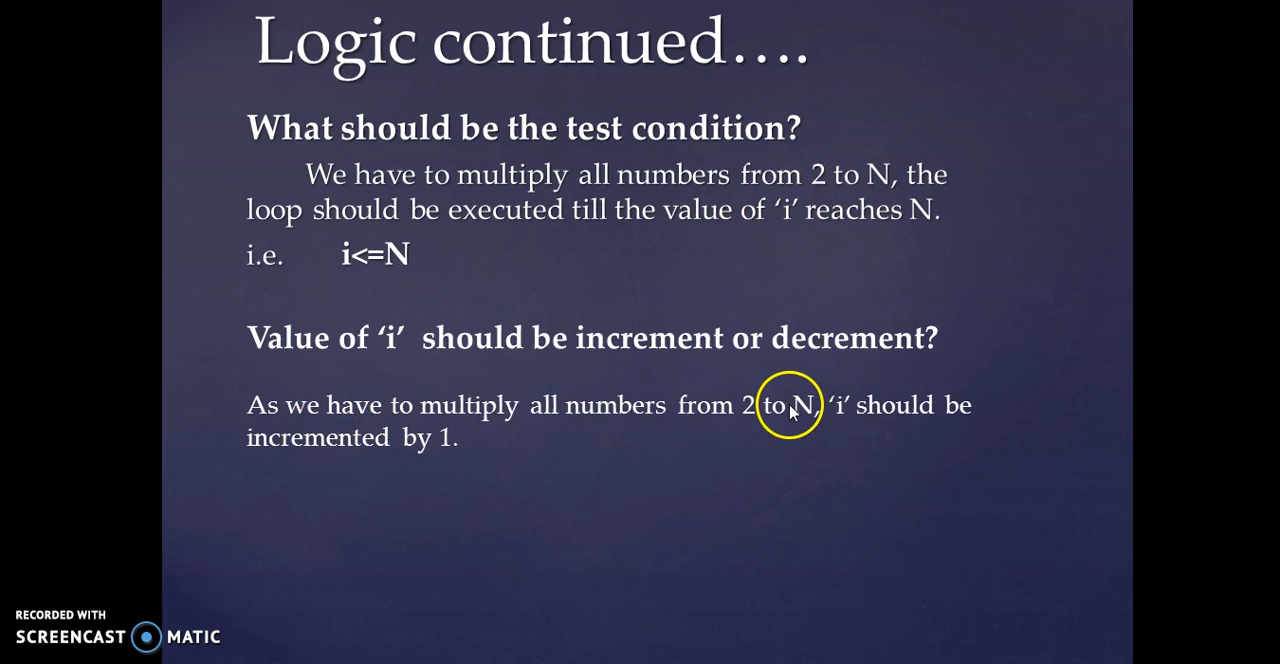 Logic continued….
What should be the test condition?
We have to multiply all numbers from 2 to N, the
loop should be executed till the value of ‘i’ reaches N.
i.e. i<=N
Value of ‘i’ should be increment or decrement?
As we have to multiply all numbers from 2 to N, ‘i’ should be
incremented by 1.
RECORDED WITH
SCREENCAST MATIC